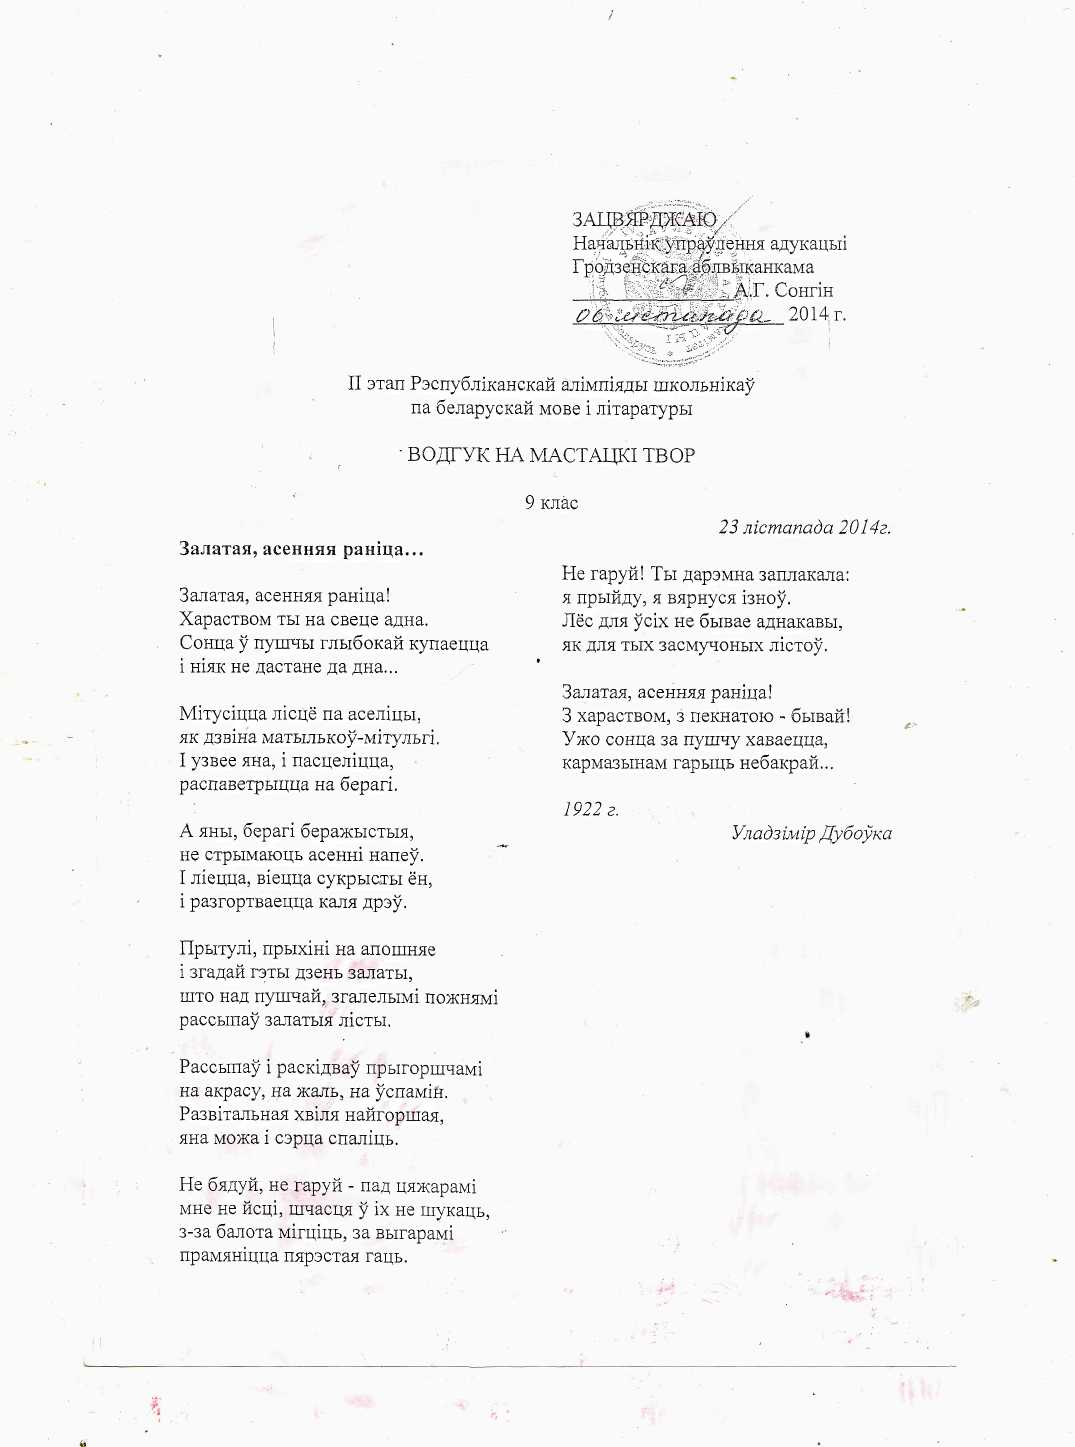 ЗАЦВЯРДЖАЮ
Начальнік упраўлення адукацыі
Гродзенскага аблвыканкама
А.Г. Сонгін
06 лістапада 2014 г.
II этап Рэспубліканскай алімпіяды школьнікаў
па беларускай мове і літаратуры
ВОДГУК НА МАСТАЦКІ ТВОР
9 клас
23 лістапада 2014г.
Залатая, асенняя раніца…
Залатая, асенняя раніца!
Хараством ты на свеце адна.
Сонца ў пушчы глыбокай купаецца
і ніяк не дастане да дна...
Мітусіцца лісцё па аселіцы,
як дзвіна матылькоў-мітульгі.
І узвее яна, і пасцеліцца,
распаветрыцца на берагі.
А яны, берагі беражыстыя,
не стрымаюць асенні напеў.
І ліецца, віецца сукрысты ён,
і разгортваецца каля дрэў.
Прытулі, прыхіні на апошняе
і згадай гэты дзень залаты,
што над пушчай, згалелымі пожнямі
рассыпаў залатыя лісты.
Рассыпаў і раскідваў прыгоршчамі
на акрасу, на жаль, на ўспамін.
Развітальная хвіля найгоршая,
яна можа і сэрца спаліць.
Не бядуй, не гаруй - пад цяжарамі
мне не йсці, шчасця ў іх не шукаць,
з-за балота мігціць, за выгарамі
прамяніцца пярэстая гаць.
Не гаруй! Ты дарэмна заплакала:
я прыйду, я вярнуся ізноў.
Лёс для ўсіх не бывае аднакавы,
як для тых засмучоных лістоў.
Залатая, асенняя раніца!
З хараством, з пекнатою - бывай!
Ужо сонца за пушчу хаваецца,
кармазынам гарыць небакрай...
1922 г.
Уладзімір Дубоўка